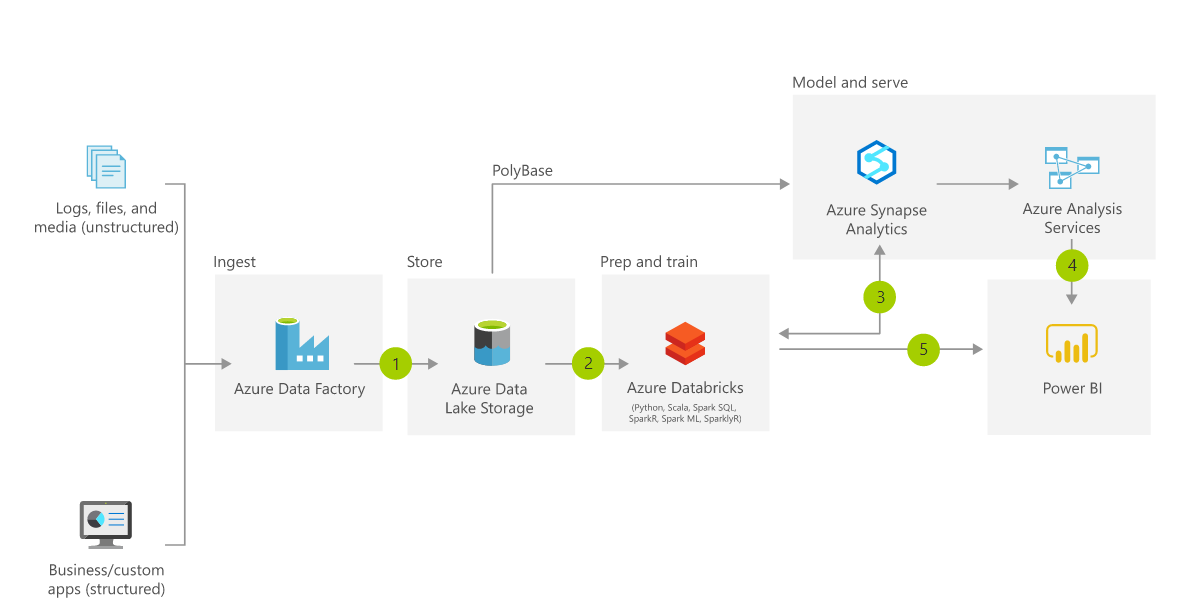 Model and serve
PolyBase
Logs, files, and
media (unstructured)
Azure Synapse
Analytics
Azure Analysis
Services
Ingest
Store
Prep and train
4
3
1
2
5
Azure Data Factory
Azure Data
Lake Storage
Azure Databricks
(Python, Scala, Spark SQL,
SparkR, Spark ML, SparklyR)
Power BI
Business/custom
apps (structured)